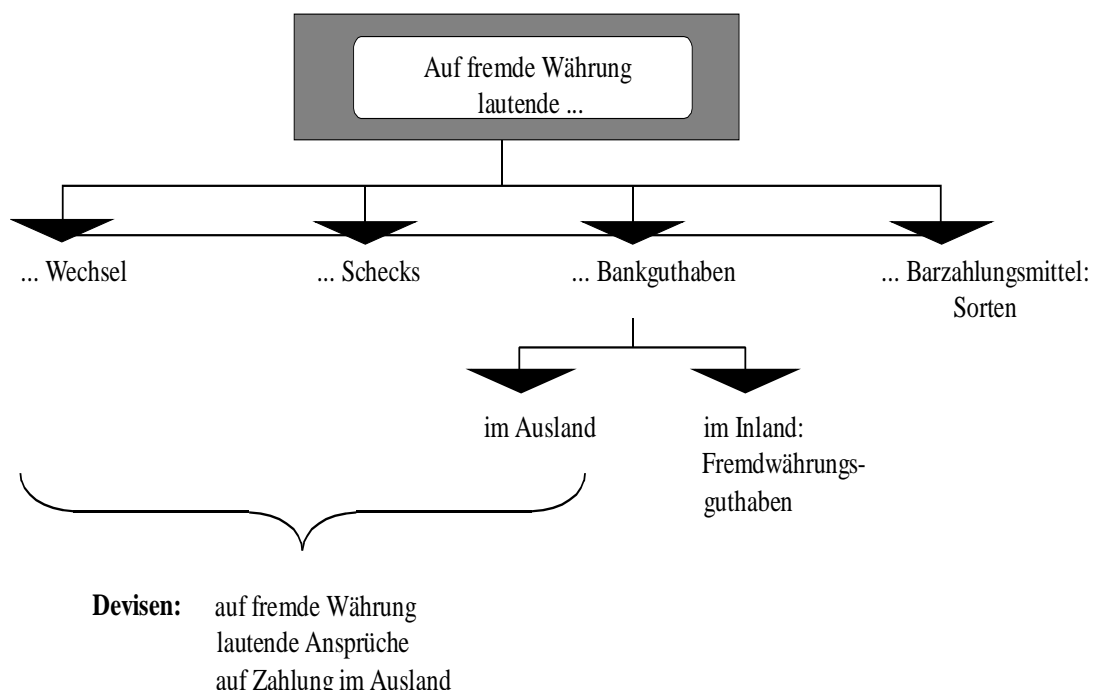 Auf fremde Währung
lautende ...
... Wechsel
... Schecks
... Bankguthaben
... Barzahlungsmittel:
Sorten
im Ausland
im Inland:
Fremdwährungs-
guthaben
Devisen: auf fremde Währung
lautende Ansprüche
auf Zahlung im Ausland